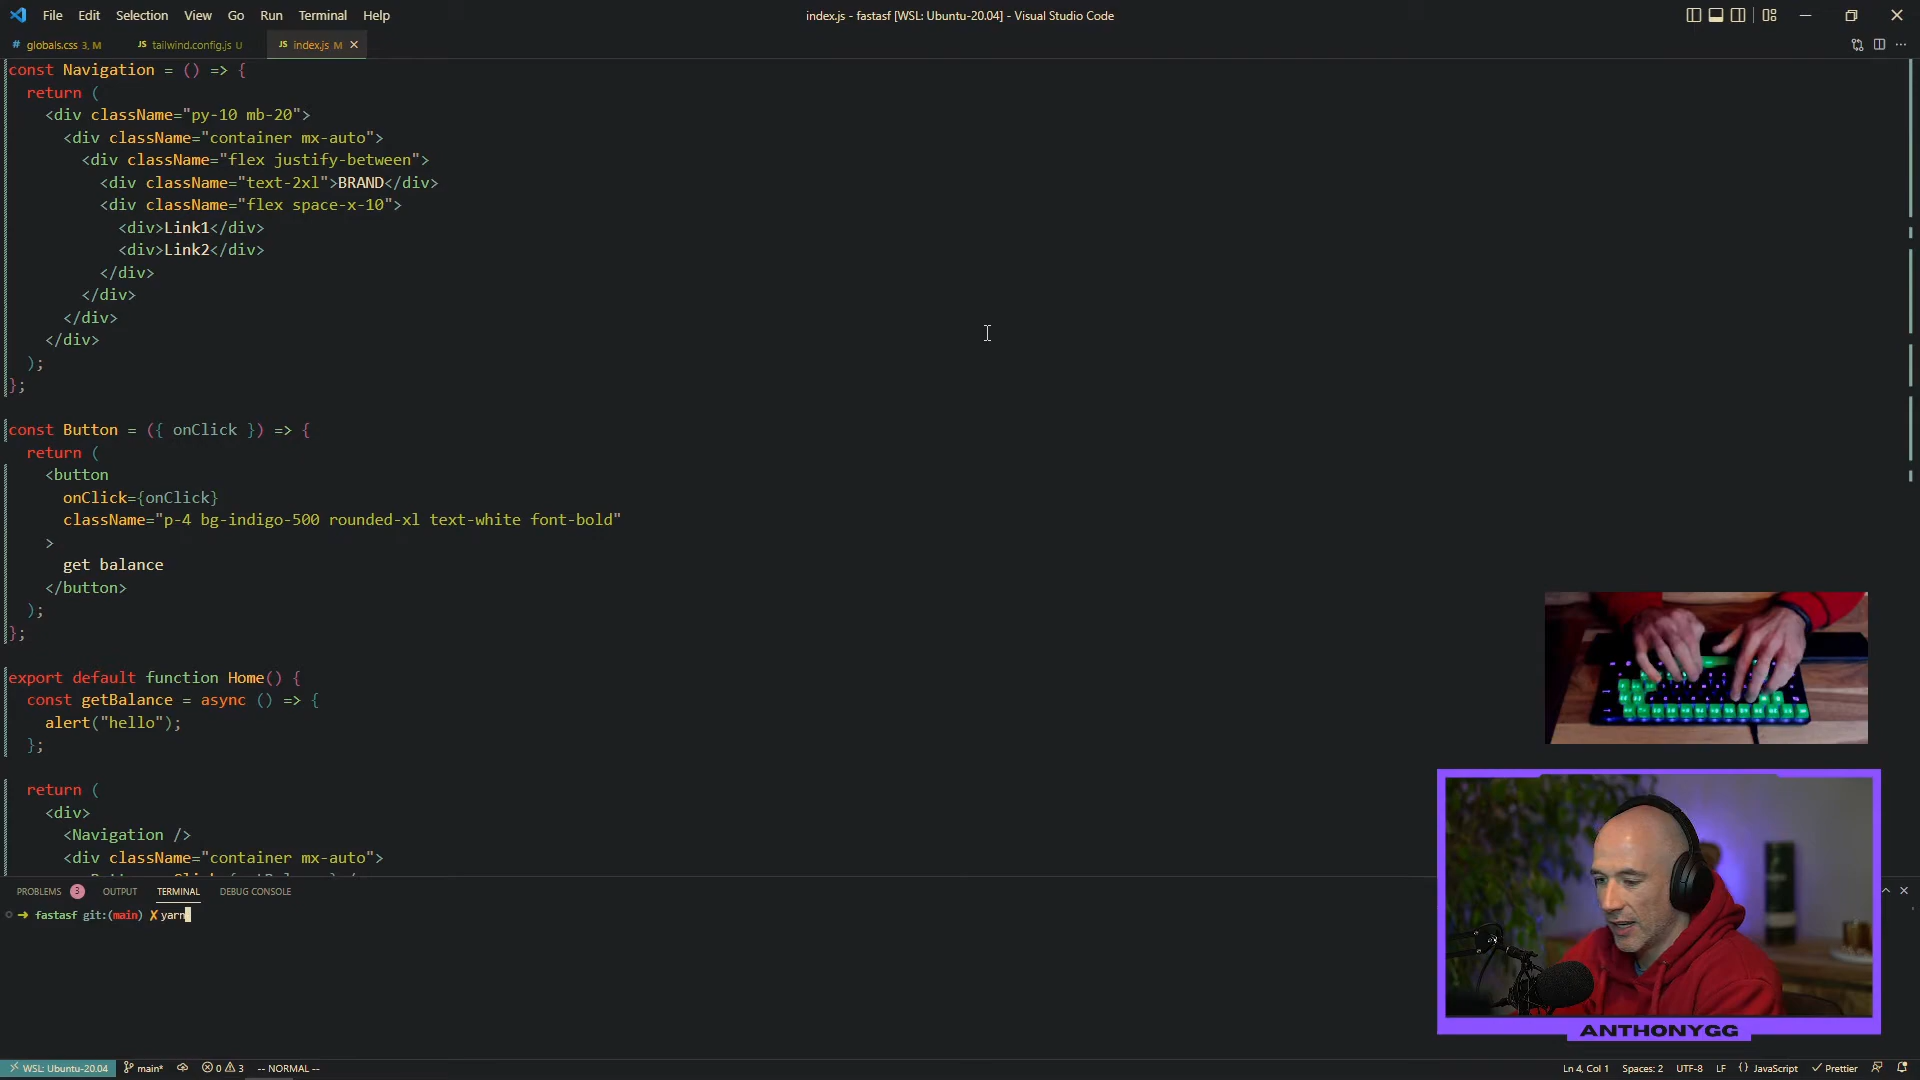 File Edit Selection View Go Run Terminal Help
index.js - fastasf [WSL: Ubuntu-20.04] - Visual Studio Code
# globals.css 3, M
JS tailwind.config.js U
JS index.js M
const Navigation = () => {
return (
<div className="py-10 mb-20">
<div className="container mx-auto">
<div className="flex justify-between">
<div className="text-2xl">BRAND</div>
<div className="flex space-x-10">
<div>Link1</div>
<div>Link2</div>
</div>
</div>
</div>
</div>
);
};
const Button = ({ onClick }) => {
return (
<button
onClick={onClick}
className="p-4 bg-indigo-500 rounded-xl text-white font-bold"
>
get balance
</button>
);
};
export default function Home() {
const getBalance = async () => {
alert("hello");
};
return (
<div>
<Navigation />
<div className="container mx-auto">
PROBLEMS 3 OUTPUT TERMINAL DEBUG CONSOLE
➜ fastasf git:(main) ✗ yarn
ANTHONYGG
WSL: Ubuntu-20.04 main* 0 3 -- NORMAL --
Ln 4, Col 1 Spaces: 2 UTF-8 LF {} JavaScript Prettier